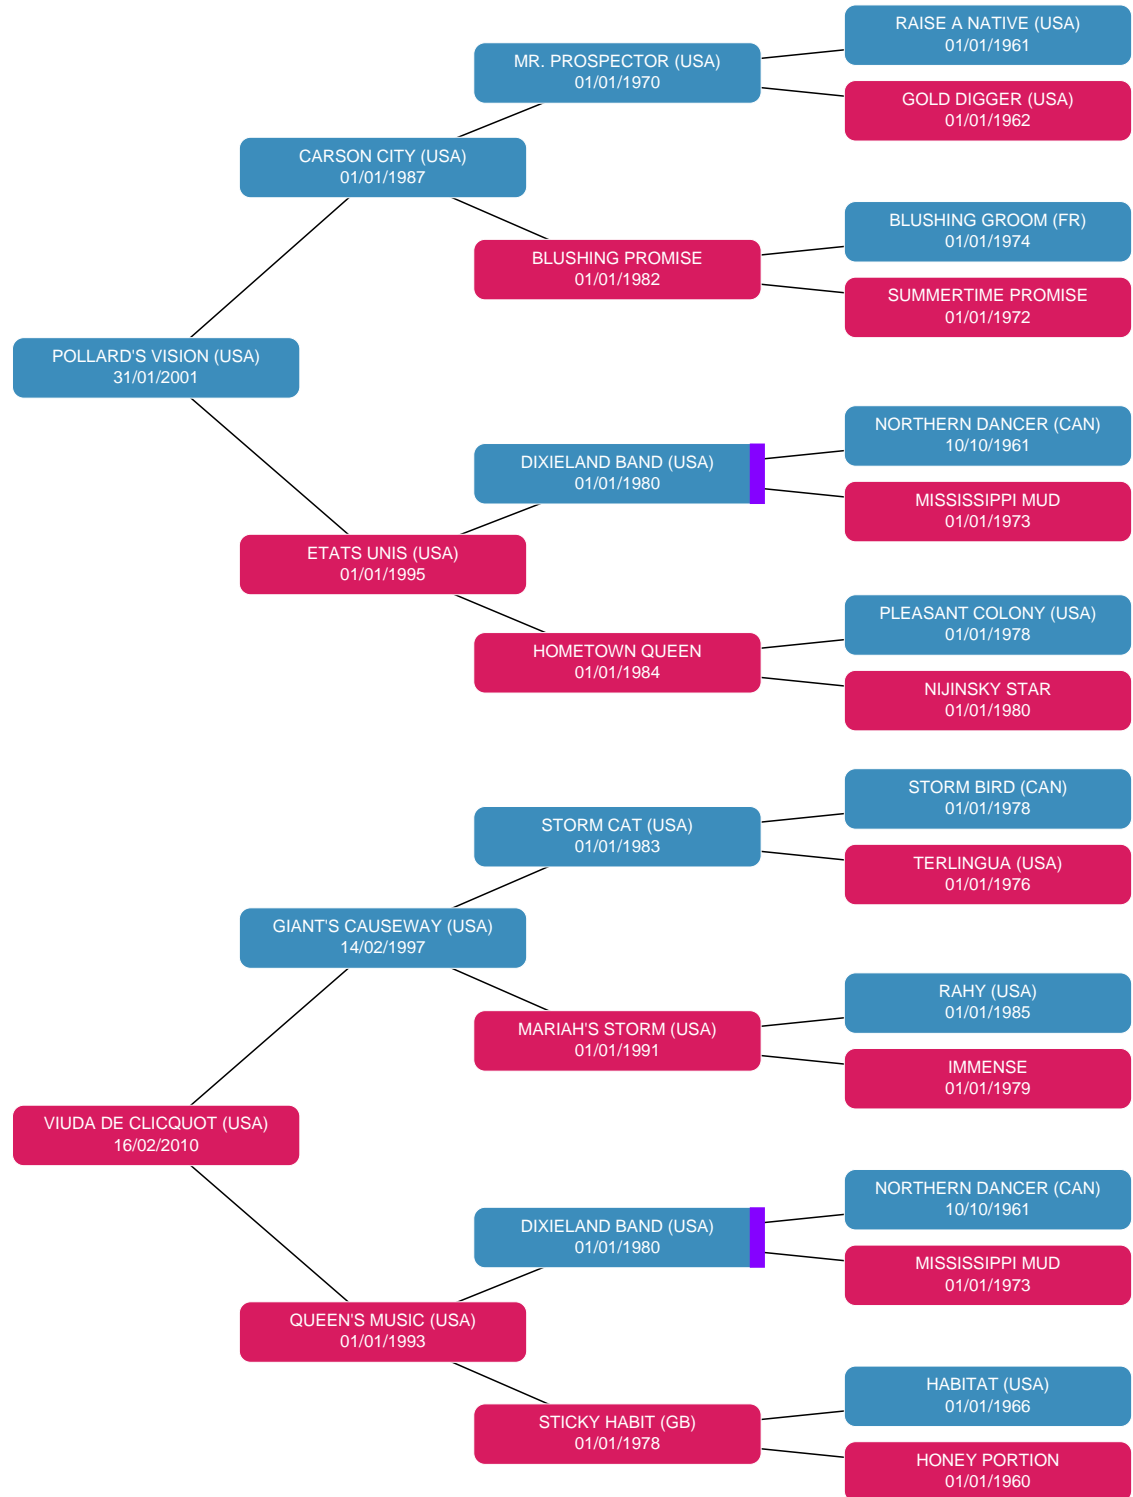 RAISE A NATIVE (USA)
01/01/1961
MR. PROSPECTOR (USA)
01/01/1970
GOLD DIGGER (USA)
01/01/1962
CARSON CITY (USA)
01/01/1987
BLUSHING GROOM (FR)
01/01/1974
BLUSHING PROMISE
01/01/1982
SUMMERTIME PROMISE
01/01/1972
POLLARD'S VISION (USA)
31/01/2001
NORTHERN DANCER (CAN)
10/10/1961
DIXIELAND BAND (USA)
01/01/1980
MISSISSIPPI MUD
01/01/1973
ETATS UNIS (USA)
01/01/1995
PLEASANT COLONY (USA)
01/01/1978
HOMETOWN QUEEN
01/01/1984
NIJINSKY STAR
01/01/1980
STORM BIRD (CAN)
01/01/1978
STORM CAT (USA)
01/01/1983
TERLINGUA (USA)
01/01/1976
GIANT'S CAUSEWAY (USA)
14/02/1997
RAHY (USA)
01/01/1985
MARIAH'S STORM (USA)
01/01/1991
IMMENSE
01/01/1979
VIUDA DE CLICQUOT (USA)
16/02/2010
NORTHERN DANCER (CAN)
10/10/1961
DIXIELAND BAND (USA)
01/01/1980
MISSISSIPPI MUD
01/01/1973
QUEEN'S MUSIC (USA)
01/01/1993
HABITAT (USA)
01/01/1966
STICKY HABIT (GB)
01/01/1978
HONEY PORTION
01/01/1960